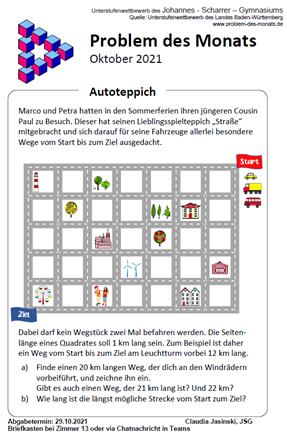 Unterstufenwettbewerb des Johannes - Scharrer – Gymnasiums
Quelle: Unterstufenwettbewerb des Landes Baden-Württemberg
www.problem-des-monats.de
Problem des Monats
Oktober 2021
Autoteppich
Marco und Petra hatten in den Sommerferien ihren jüngeren Cousin
Paul zu Besuch. Dieser hat seinen Lieblingsspielteppich „Straße"
mitgebracht und sich darauf für seine Fahrzeuge allerlei besondere
Wege vom Start bis zum Ziel ausgedacht.
Start
Ziel
Dabei darf kein Wegstück zwei Mal befahren werden. Die Seiten-
länge eines Quadrates soll 1 km lang sein. Zum Beispiel ist daher
ein Weg vom Start bis zum Ziel am Leuchtturm vorbei 12 km lang.
a) Finde einen 20 km langen Weg, der dich an den Windrädern
vorbeiführt, und zeichne ihn ein.
Gibt es auch einen Weg, der 21 km lang ist? Und 22 km?
b) Wie lang ist die längst mögliche Strecke vom Start zum Ziel?
Abgabetermin: 29.10.2021
Claudia Jasinski, JSG
Briefkasten bei Zimmer 13 oder via Chatnachricht in Teams